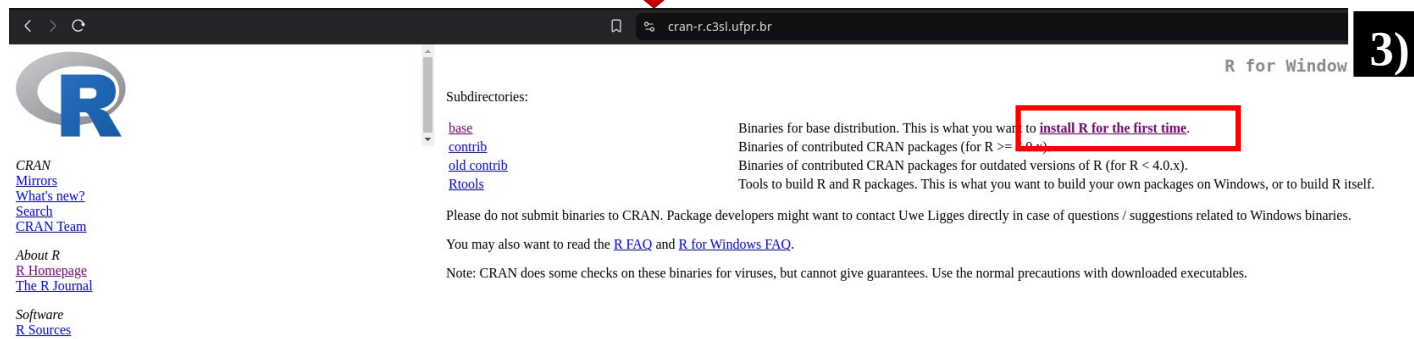 cran-r.c3sl.ufpr.br
3)
R for Window
R
Subdirectories:
base Binaries for base distribution. This is what you want to install R for the first time.
contrib Binaries of contributed CRAN packages (for R >= 4.0.x).
old contrib Binaries of contributed CRAN packages for outdated versions of R (for R < 4.0.x).
Rtools Tools to build R and R packages. This is what you want to build your own packages on Windows, or to build R itself.
Please do not submit binaries to CRAN. Package developers might want to contact Uwe Ligges directly in case of questions / suggestions related to Windows binaries.
You may also want to read the R FAQ and R for Windows FAQ.
Note: CRAN does some checks on these binaries for viruses, but cannot give guarantees. Use the normal precautions with downloaded executables.
CRAN
Mirrors
What's new?
Search
CRAN Team
About R
R Homepage
The R Journal
Software
R Sources